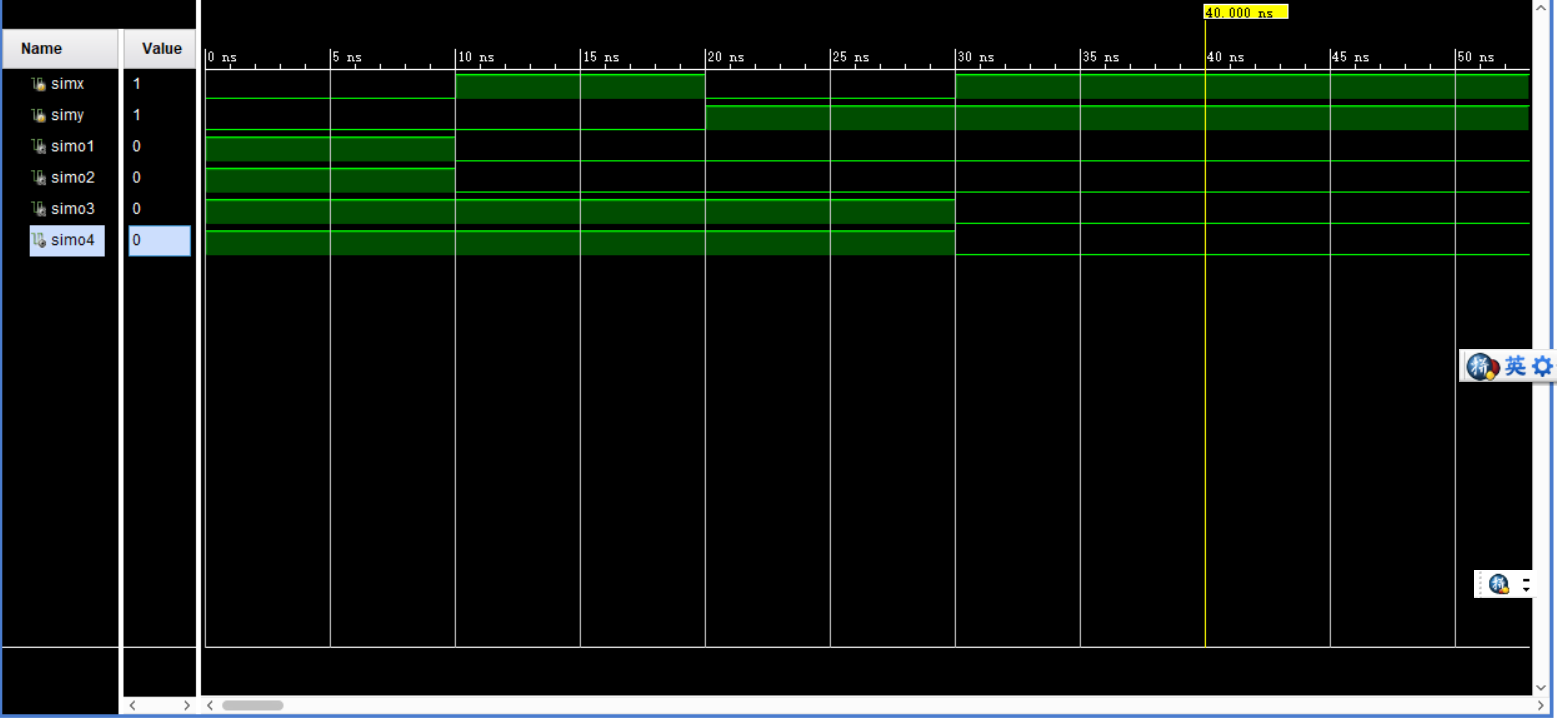 40.000 ns
Name Value
0 ns 5 ns 10 ns 15 ns 20 ns 25 ns 30 ns 35 ns 40 ns 45 ns 50 ns
simx 1
simy 1
simo1 0
simo2 0
simo3 0
simo4 0
拼 英
拼